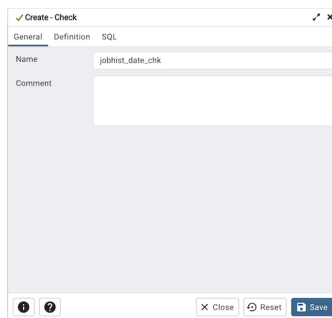 Create - Check
General Definition SQL
Name jobhist_date_chk
Comment
Close Reset Save